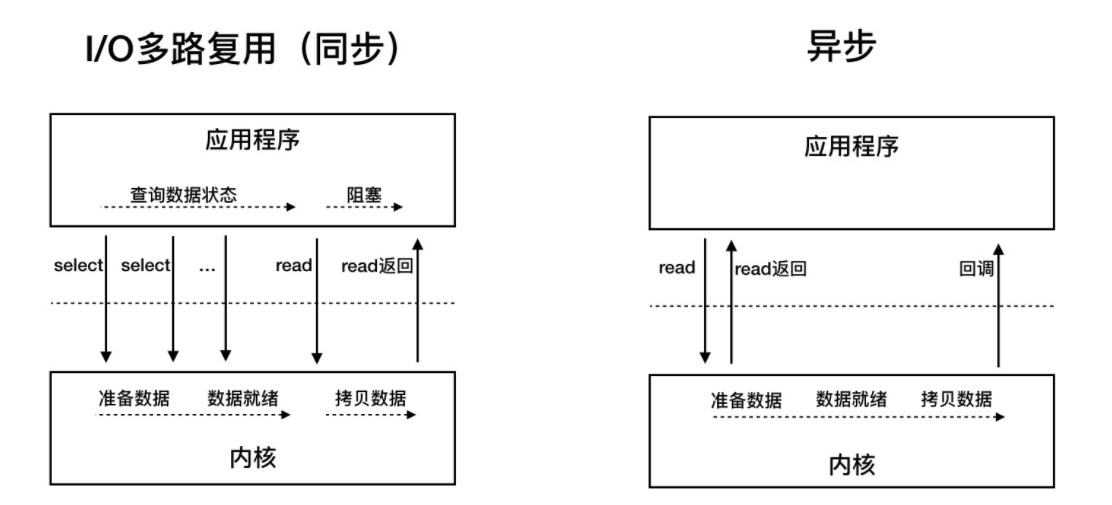 I/O多路复用（同步）
应用程序
查询数据状态
阻塞
select
select
...
read
read返回
准备数据
数据就绪
拷贝数据
内核
异步
应用程序
read
read返回
回调
准备数据
数据就绪
拷贝数据
内核